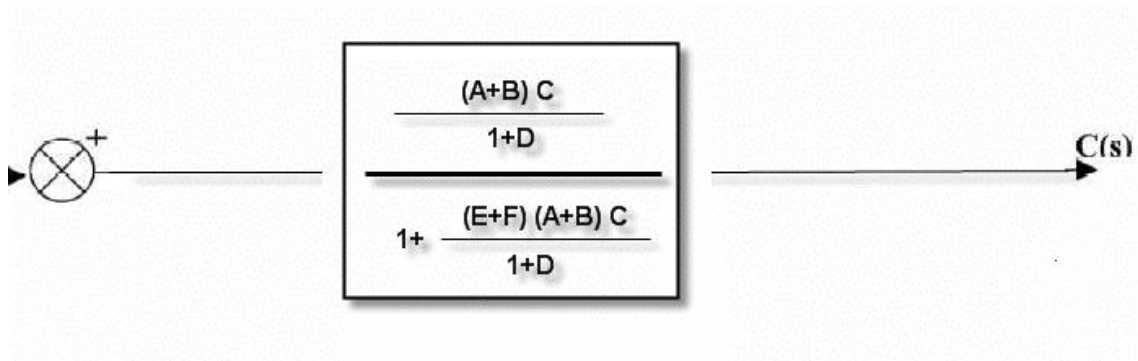 (A+B) C
1+D
+
C(s)
(E+F) (A+B) C
1+
1+D